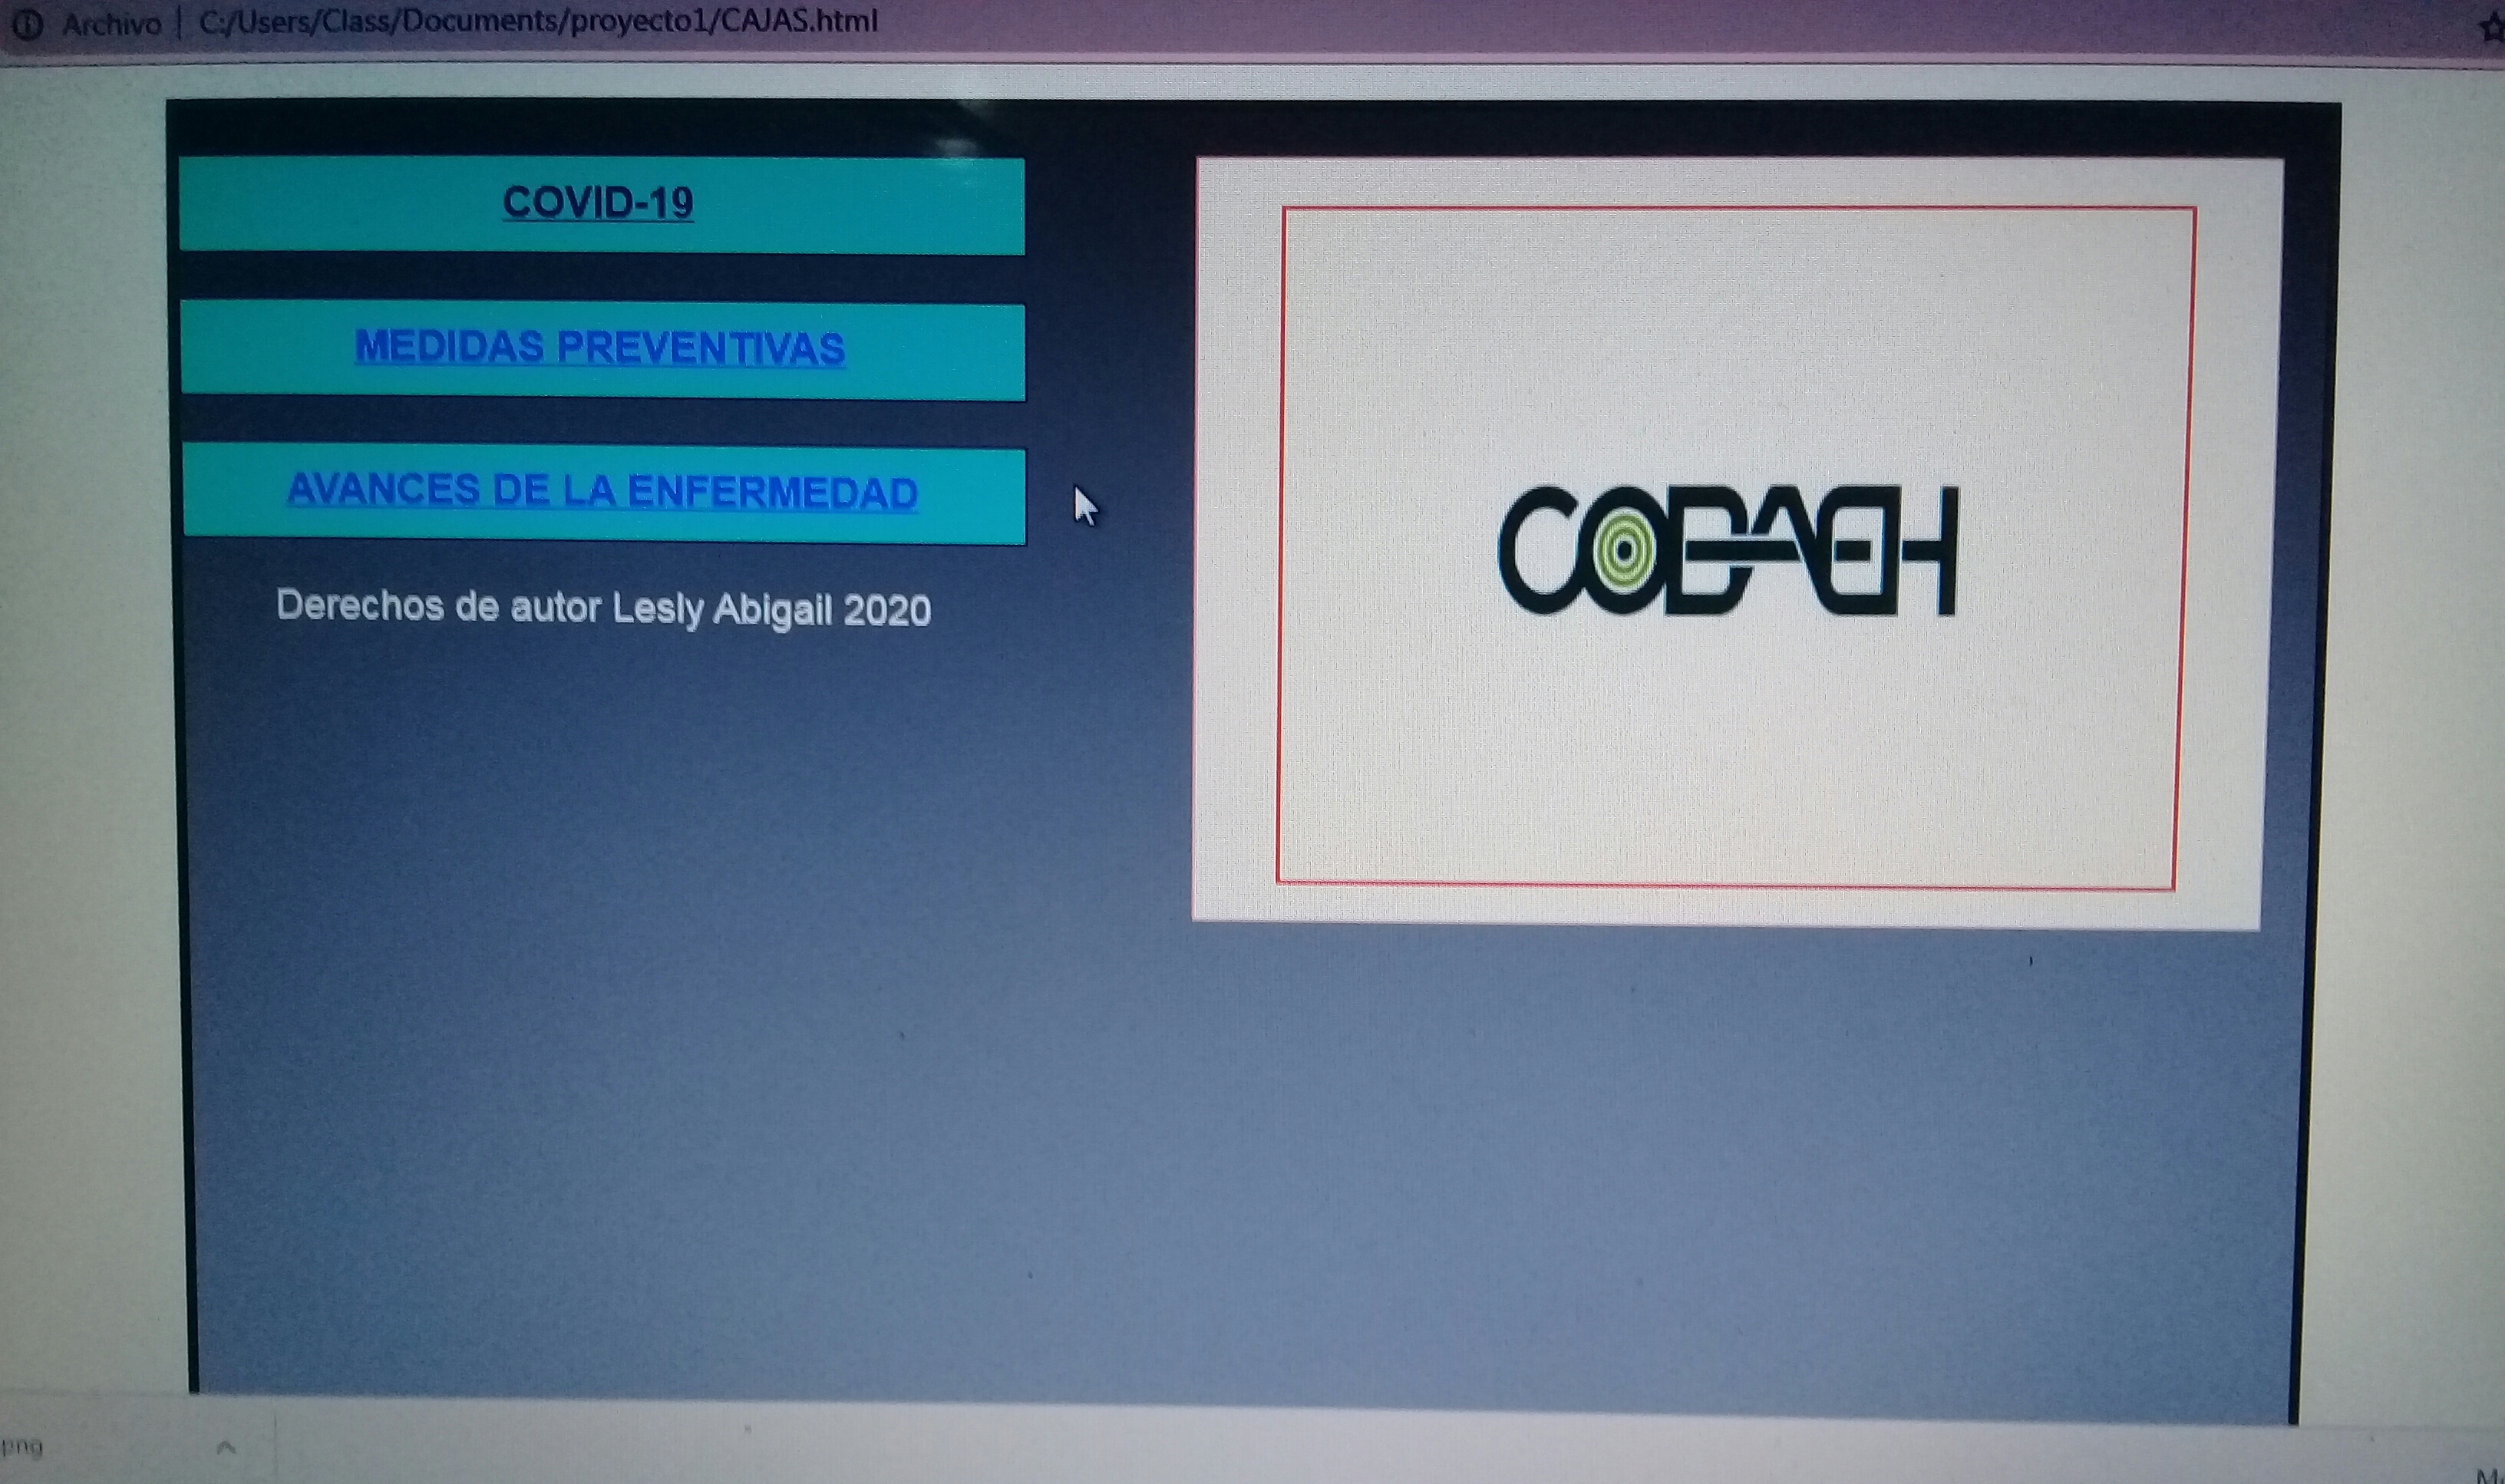 Archivo | C:/Users/Class/Documents/proyecto1/CAJAS.html
COVID-19
MEDIDAS PREVENTIVAS
AVANCES DE LA ENFERMEDAD
Derechos de autor Lesly Abigail 2020
COBAEH
png